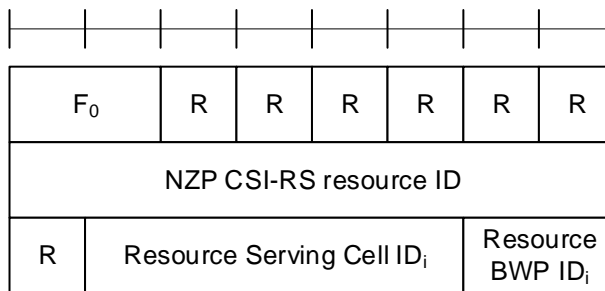 F₀ R R R R R R
NZP CSI-RS resource ID
R Resource Serving Cell IDᵢ Resource
BWP IDᵢ